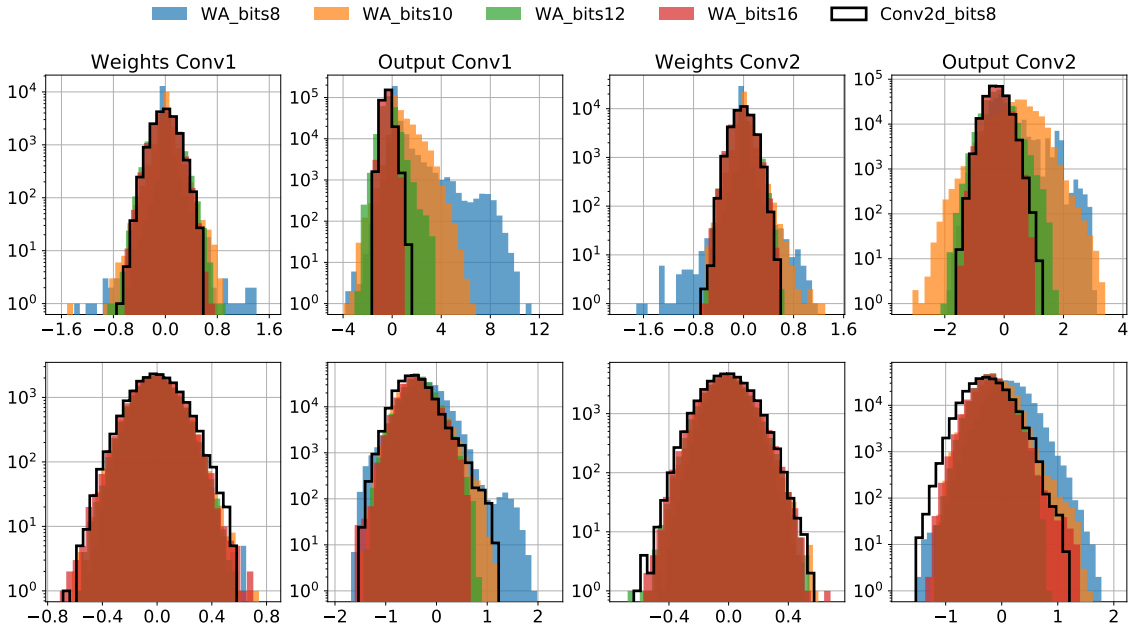 WA_bits8 WA_bits10 WA_bits12 WA_bits16 Conv2d_bits8
Weights Conv1 Output Conv1 Weights Conv2 Output Conv2
10^4 10^3 10^2 10^1 10^0
−1.6 −0.8 0.0 0.8 1.6
10^5 10^4 10^3 10^2 10^1 10^0
−4 0 4 8 12
10^4 10^3 10^2 10^1 10^0
−1.6 −0.8 0.0 0.8 1.6
10^5 10^4 10^3 10^2 10^1 10^0
−2 0 2 4
10^3 10^2 10^1 10^0
−0.8 −0.4 0.0 0.4 0.8
10^4 10^3 10^2 10^1 10^0
−2 −1 0 1 2
10^3 10^2 10^1 10^0
−0.4 0.0 0.4
10^4 10^3 10^2 10^1 10^0
−1 0 1 2